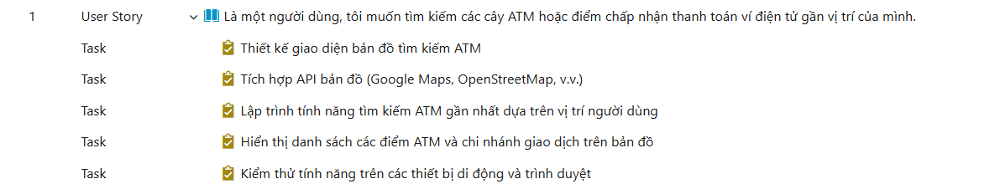 1 User Story Là một người dùng, tôi muốn tìm kiếm các cây ATM hoặc điểm chấp nhận thanh toán ví điện tử gần vị trí của mình.
Task Thiết kế giao diện bản đồ tìm kiếm ATM
Task Tích hợp API bản đồ (Google Maps, OpenStreetMap, v.v.)
Task Lập trình tính năng tìm kiếm ATM gần nhất dựa trên vị trí người dùng
Task Hiển thị danh sách các điểm ATM và chi nhánh giao dịch trên bản đồ
Task Kiểm thử tính năng trên các thiết bị di động và trình duyệt